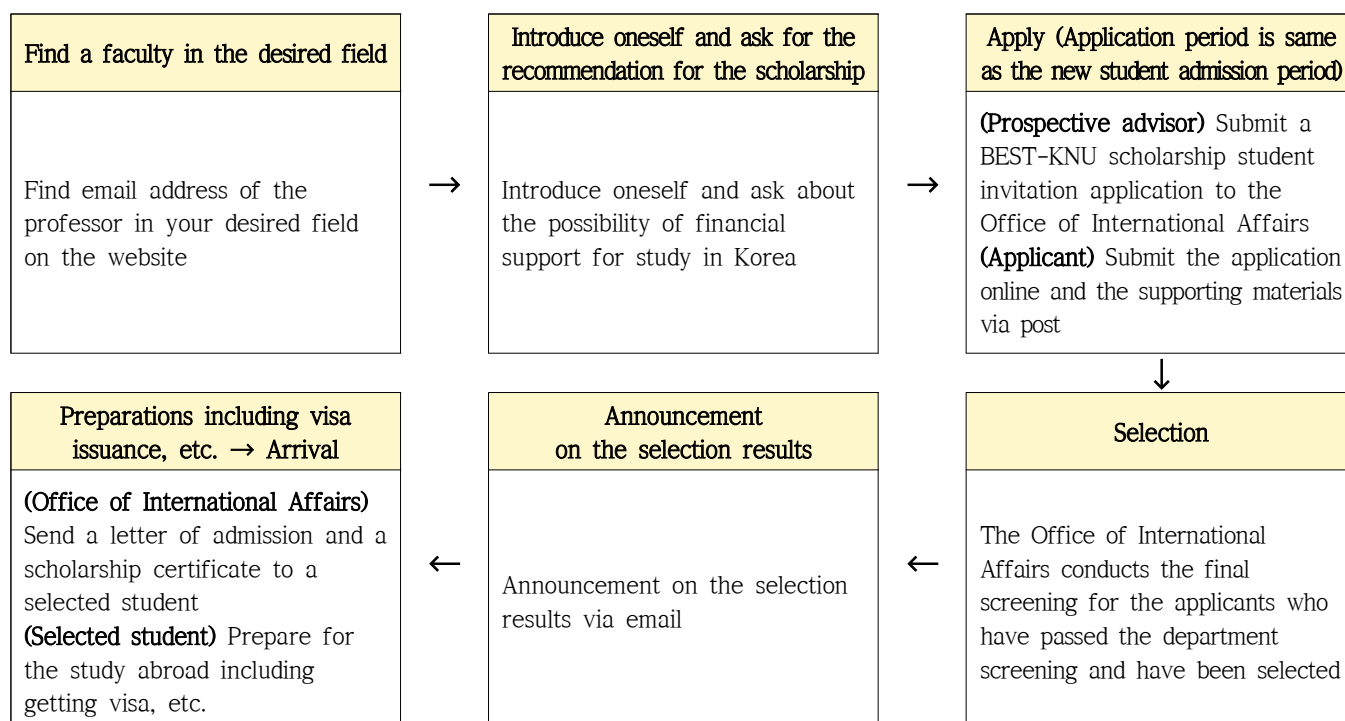 Find a faculty in the desired field
Find email address of the
professor in your desired field
on the website
→
Introduce oneself and ask for the
recommendation for the scholarship
Introduce oneself and ask about
the possibility of financial
support for study in Korea
→
Apply (Application period is same
as the new student admission period)
(Prospective advisor) Submit a
BEST-KNU scholarship student
invitation application to the
Office of International Affairs
(Applicant) Submit the application
online and the supporting materials
via post
↓
Selection
The Office of International
Affairs conducts the final
screening for the applicants who
have passed the department
screening and have been selected
←
Announcement
on the selection results
Announcement on the selection
results via email
←
Preparations including visa
issuance, etc. → Arrival
(Office of International Affairs)
Send a letter of admission and a
scholarship certificate to a
selected student
(Selected student) Prepare for
the study abroad including
getting visa, etc.